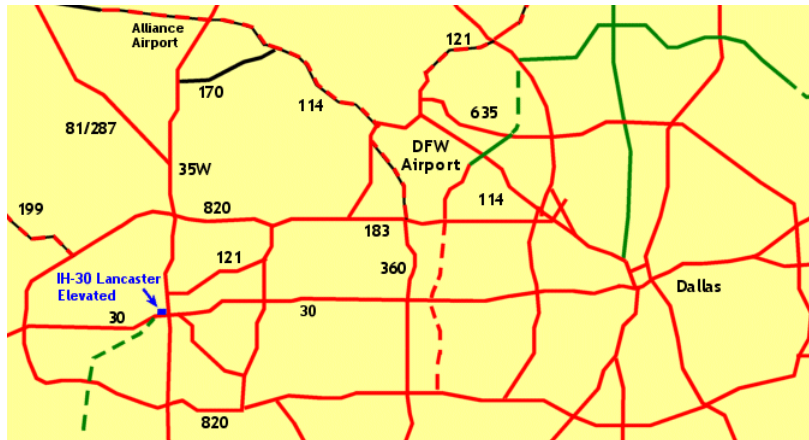 Alliance
Airport
121
170
114
635
81/287
DFW
Airport
35W
114
199
820
183
121
360
IH-30 Lancaster
Elevated
Dallas
30
30
820